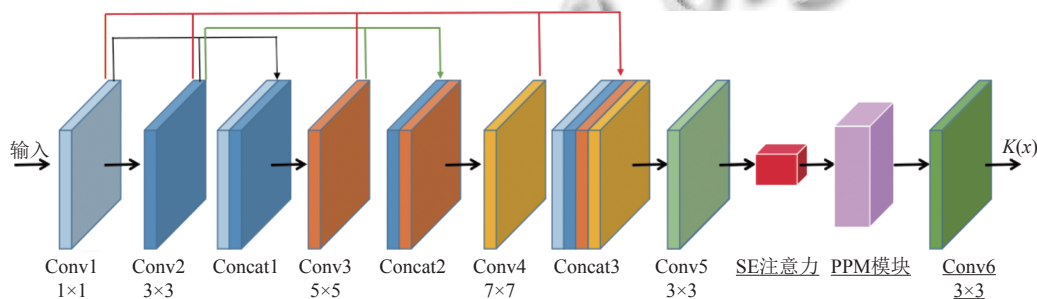 输入
K(x)
Conv1
1×1
Conv2
3×3
Concat1
Conv3
5×5
Concat2
Conv4
7×7
Concat3
Conv5
3×3
SE注意力
PPM模块
Conv6
3×3